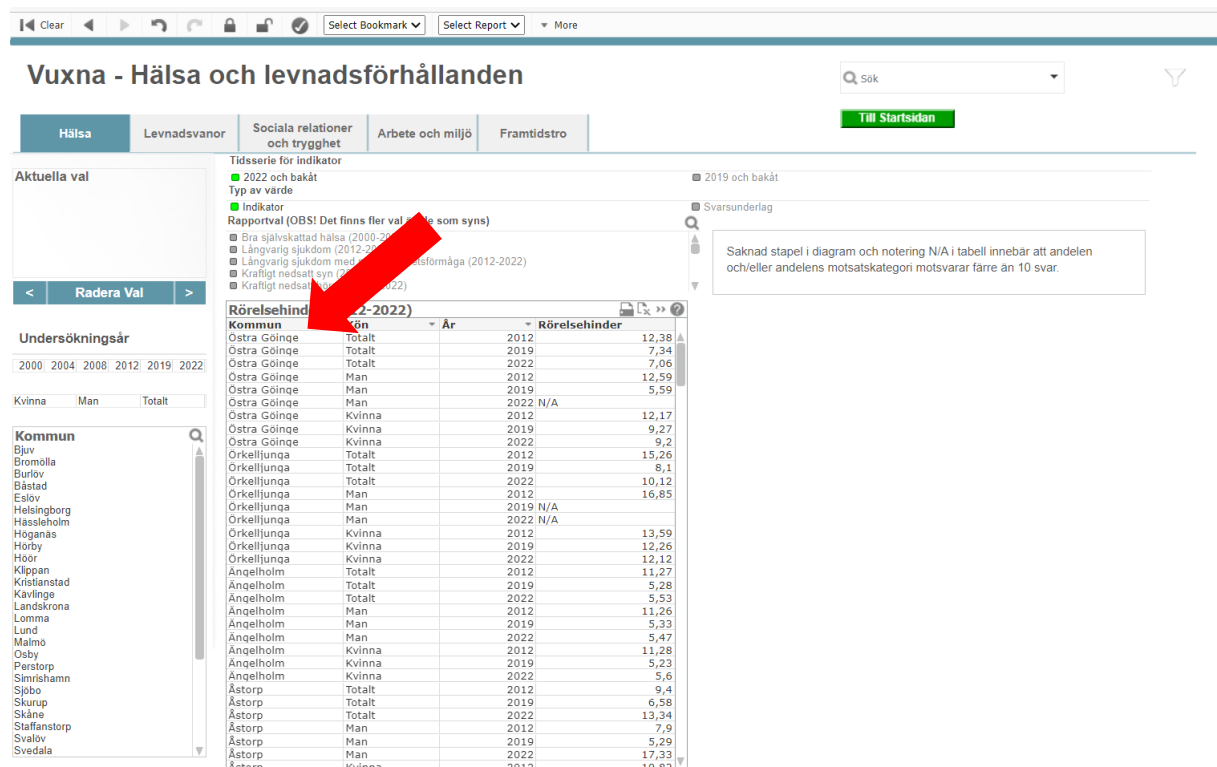 Clear Select Bookmark Select Report More
Vuxna - Hälsa och levnadsförhållanden
Sök
Till Startsidan
Hälsa Levnadsvanor Sociala relationer och trygghet Arbete och miljö Framtidstro
Aktuella val
Tidsserie för indikator
2022 och bakåt 2019 och bakåt
Typ av värde
Indikator Svarsunderlag
Rapportval (OBS! Det finns fler val som syns)
Bra självskattad hälsa
Långvarig sjukdom (2012-
Långvarig sjukdom med (2012-2022)
Kraftigt nedsatt syn
Kraftigt nedsatt 2022)
Saknad stapel i diagram och notering N/A i tabell innebär att andelen
och/eller andelens motsatskategori motsvarar färre än 10 svar.
< Radera Val >
Undersökningsår
2000 2004 2008 2012 2019 2022
Kvinna Man Totalt
Kommun
Bjuv
Bromölla
Burlöv
Båstad
Eslöv
Helsingborg
Hässleholm
Höganäs
Hörby
Höör
Klippan
Kristianstad
Kävlinge
Landskrona
Lomma
Lund
Malmö
Osby
Perstorp
Simrishamn
Sjöbo
Skurup
Skåne
Staffanstorp
Svalöv
Svedala
-2022)
Kommun Kön År Rörelsehinder
Östra Göinge Totalt 2012 12,38
Östra Göinge Totalt 2019 7,34
Östra Göinge Totalt 2022 7,06
Östra Göinge Man 2012 12,59
Östra Göinge Man 2019 5,59
Östra Göinge Man 2022 N/A
Östra Göinge Kvinna 2012 12,17
Östra Göinge Kvinna 2019 9,27
Östra Göinge Kvinna 2022 9,2
Örkelljunga Totalt 2012 15,26
Örkelljunga Totalt 2019 8,1
Örkelljunga Totalt 2022 10,12
Örkelljunga Man 2012 16,85
Örkelljunga Man 2019 N/A
Örkelljunga Man 2022 N/A
Örkelljunga Kvinna 2012 13,59
Örkelljunga Kvinna 2019 12,26
Örkelljunga Kvinna 2022 12,12
Ängelholm Totalt 2012 11,27
Ängelholm Totalt 2019 5,28
Ängelholm Totalt 2022 5,53
Ängelholm Man 2012 11,26
Ängelholm Man 2019 5,33
Ängelholm Man 2022 5,47
Ängelholm Kvinna 2012 11,28
Ängelholm Kvinna 2019 5,23
Ängelholm Kvinna 2022 5,6
Åstorp Totalt 2012 9,4
Åstorp Totalt 2019 6,58
Åstorp Totalt 2022 13,34
Åstorp Man 2012 7,9
Åstorp Man 2019 5,29
Åstorp Man 2022 17,33